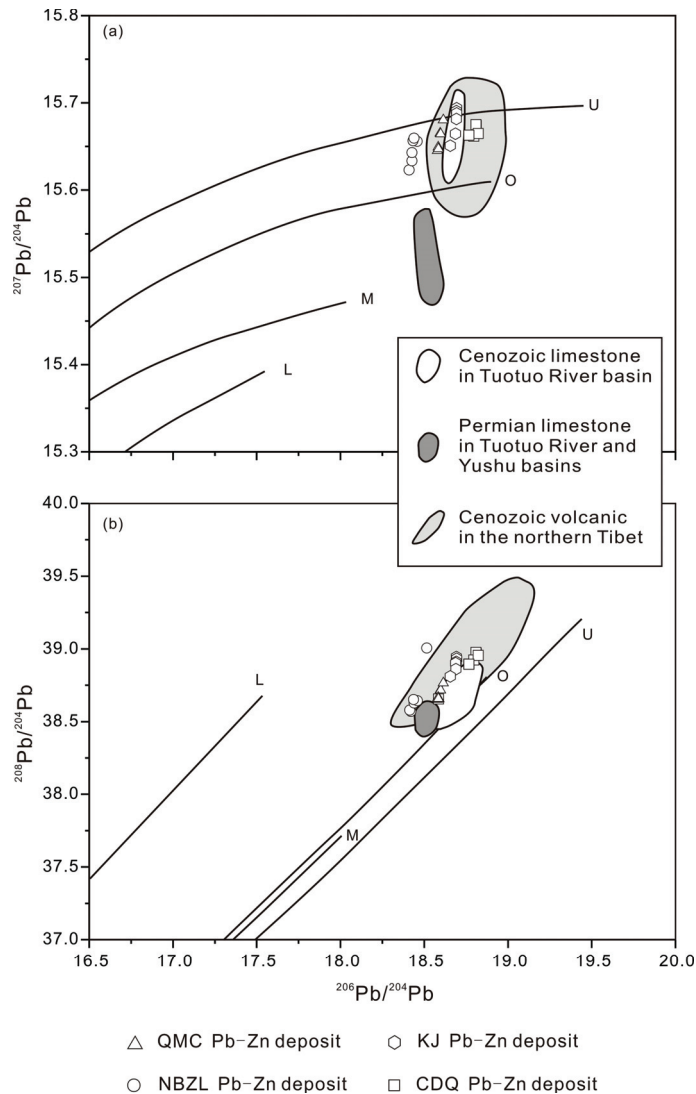 15.8
(a)
15.7
U
15.6
O
²⁰⁷Pb/²⁰⁴Pb
15.5
M
15.4
L
15.3
Cenozoic limestone
in Tuotuo River basin
Permian limestone
in Tuotuo River and
Yushu basins
Cenozoic volcanic
in the northern Tibet
40.0
(b)
39.5
U
39.0
L
O
38.5
²⁰⁸Pb/²⁰⁴Pb
38.0
M
37.5
37.0
16.5 17.0 17.5 18.0 18.5 19.0 19.5 20.0
²⁰⁶Pb/²⁰⁴Pb
QMC Pb-Zn deposit KJ Pb-Zn deposit
NBZL Pb-Zn deposit CDQ Pb-Zn deposit